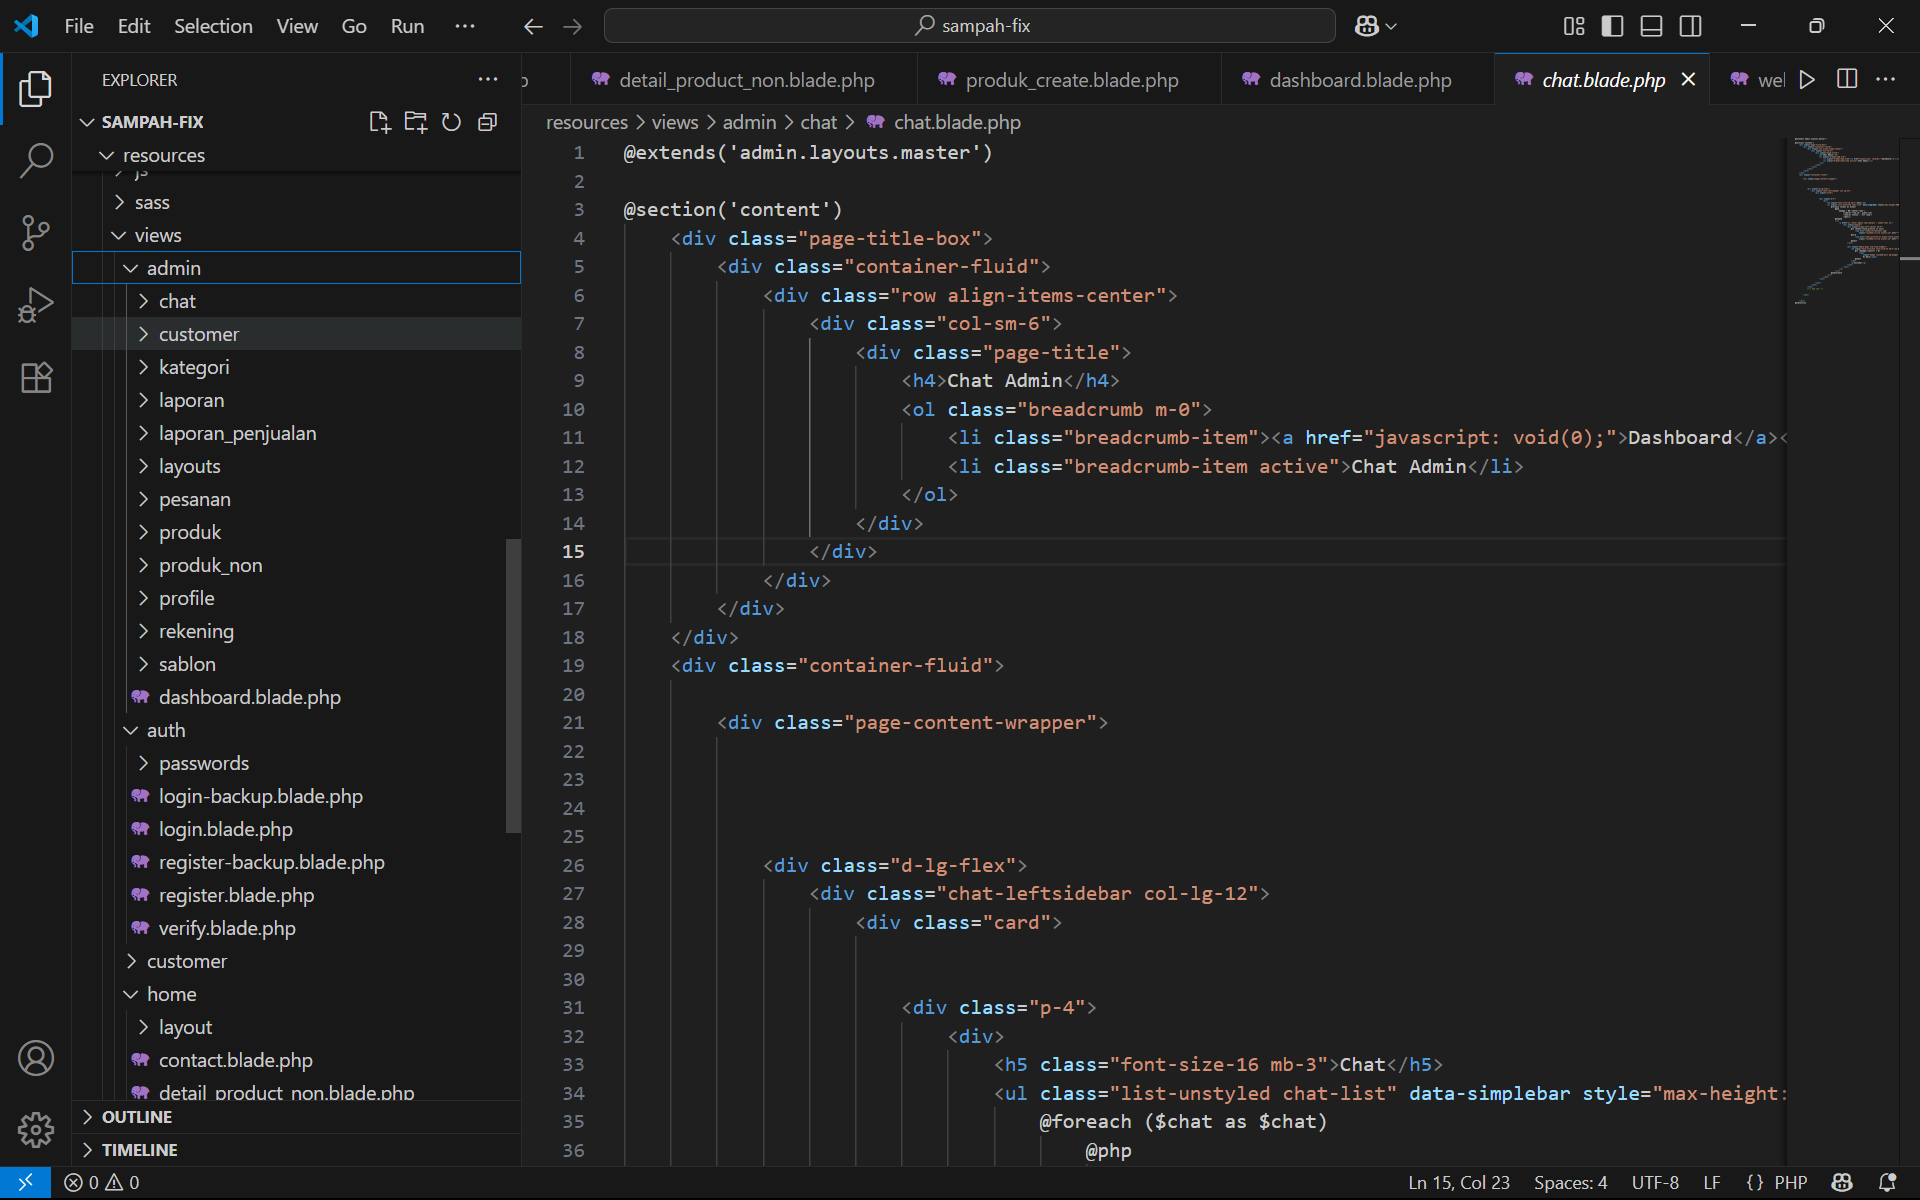 File Edit Selection View Go Run ··· sampah-fix
EXPLORER
SAMPAH-FIX
resources
js
sass
views
admin
chat
customer
kategori
laporan
laporan_penjualan
layouts
pesanan
produk
produk_non
profile
rekening
sablon
dashboard.blade.php
auth
passwords
login-backup.blade.php
login.blade.php
register-backup.blade.php
register.blade.php
verify.blade.php
customer
home
layout
contact.blade.php
detail_product_non.blade.php
OUTLINE
TIMELINE
detail_product_non.blade.php produk_create.blade.php dashboard.blade.php chat.blade.php
resources > views > admin > chat > chat.blade.php
1 @extends('admin.layouts.master')
2
3 @section('content')
4 <div class="page-title-box">
5 <div class="container-fluid">
6 <div class="row align-items-center">
7 <div class="col-sm-6">
8 <div class="page-title">
9 <h4>Chat Admin</h4>
10 <ol class="breadcrumb m-0">
11 <li class="breadcrumb-item"><a href="javascript: void(0);">Dashboard</a><
12 <li class="breadcrumb-item active">Chat Admin</li>
13 </ol>
14 </div>
15 </div>
16 </div>
17 </div>
18 </div>
19 <div class="container-fluid">
20
21 <div class="page-content-wrapper">
22
23
24
25
26 <div class="d-lg-flex">
27 <div class="chat-leftsidebar col-lg-12">
28 <div class="card">
29
30
31 <div class="p-4">
32 <div>
33 <h5 class="font-size-16 mb-3">Chat</h5>
34 <ul class="list-unstyled chat-list" data-simplebar style="max-height:
35 @foreach ($chat as $chat)
36 @php
0 0 Ln 15, Col 23 Spaces: 4 UTF-8 LF {} PHP